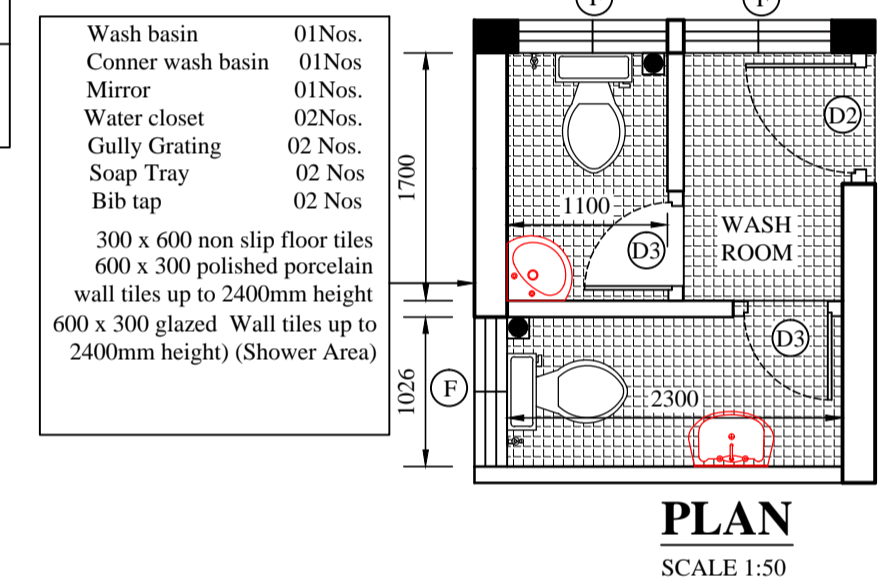 Wash basin 01Nos.
Conner wash basin 01Nos
Mirror 01Nos.
Water closet 02Nos.
Gully Grating 02 Nos.
Soap Tray 02 Nos
Bib tap 02 Nos
300 x 600 non slip floor tiles
600 x 300 polished porcelain
wall tiles up to 2400mm height
600 x 300 glazed Wall tiles up to
2400mm height) (Shower Area)
1700
1026
F
D2
1100
D3
WASH
ROOM
D3
2300
PLAN
SCALE 1:50